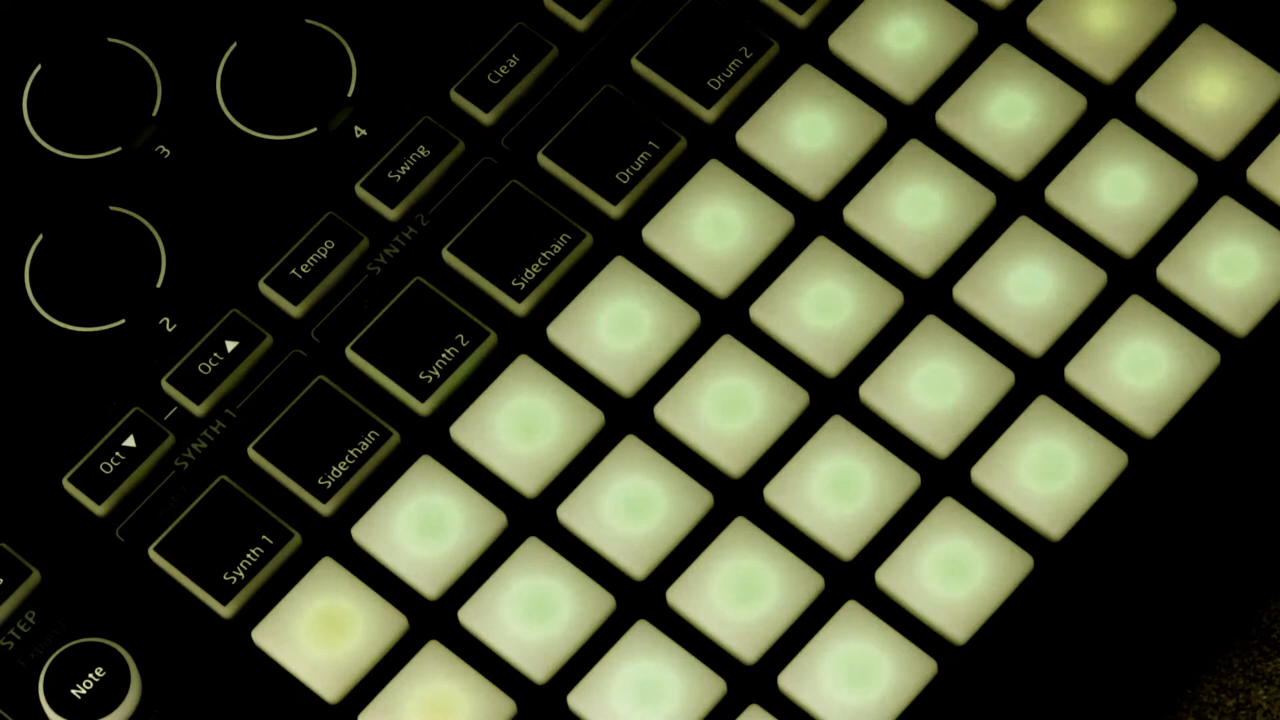 3
4
2
Clear
Swing
Tempo
Oct ▲
Oct ▼
SYNTH 2
SYNTH 1
Drum 2
Drum 1
Sidechain
Synth 2
Sidechain
Synth 1
STEP
Note